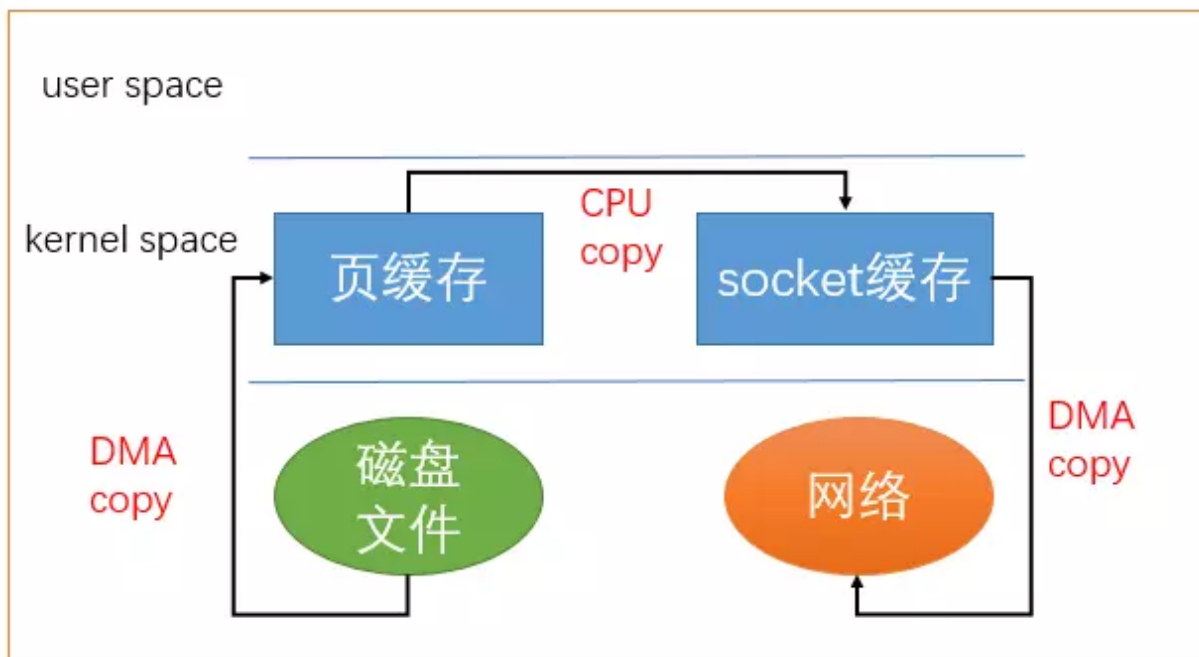 user space
CPU
copy
kernel space
页缓存
socket缓存
DMA
copy
磁盘
文件
网络
DMA
copy